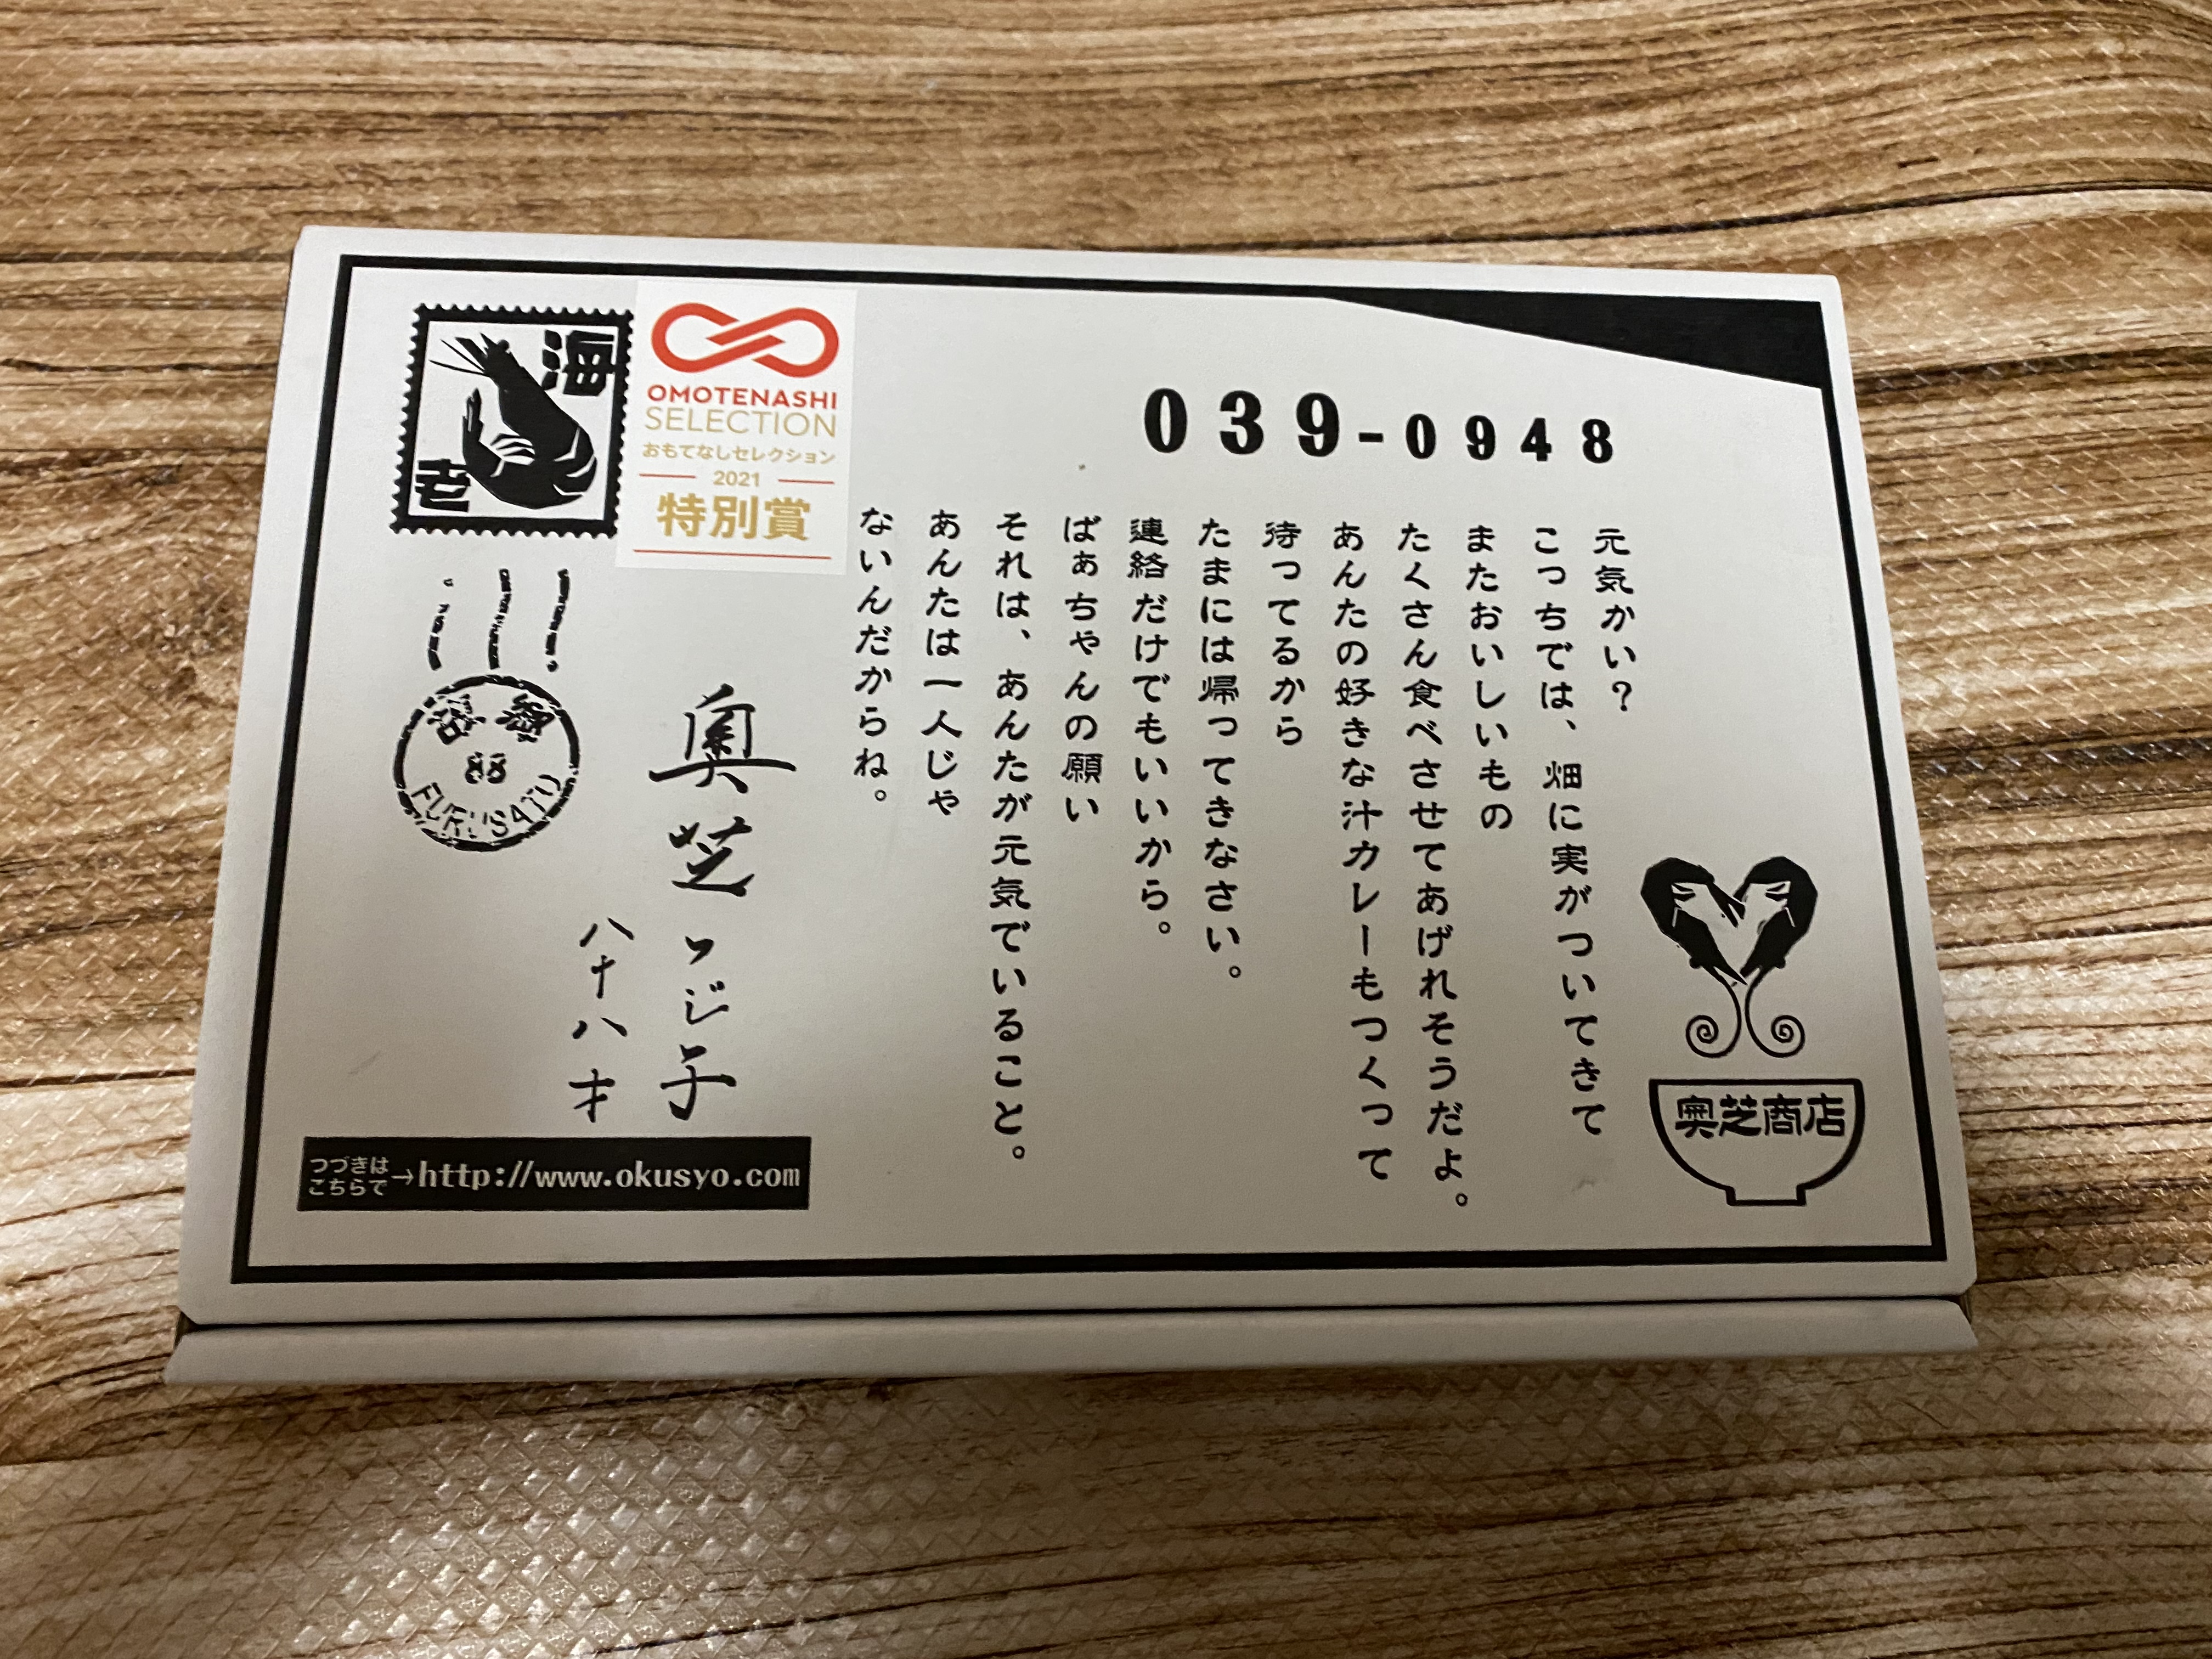 海
老
OMOTENASHI
SELECTION
おもてなしセレクション
2021
特別賞
039-0948
元気かい？
こっちでは、畑に実がついてきて
またおいしいもの
たくさん食べさせてあげれそうだよ。
あんたの好きな汁カレーもつくって
待ってるから
たまには帰ってきなさい。
連絡だけでもいいから。
ばぁちゃんの願い
それは、あんたが元気でいること。
あんたは一人じゃ
ないんだからね。
奥芝フジ子
八十八才
88
FURUSATO
奥芝商店
つづきは
こちらで→http://www.okusyo.com